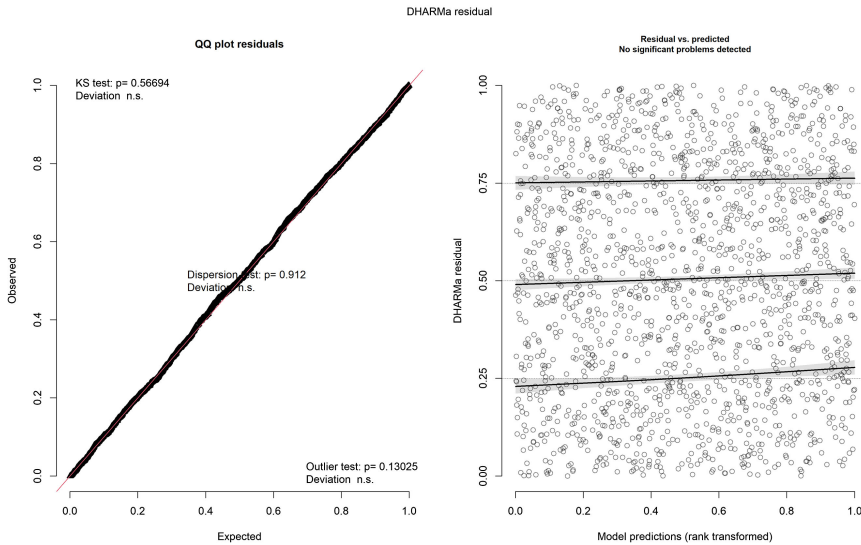 DHARMa residual
QQ plot residuals
KS test: p= 0.56694
Deviation n.s.
Dispersion test: p= 0.912
Deviation n.s.
Outlier test: p= 0.13025
Deviation n.s.
Observed
0.0
0.2
0.4
0.6
0.8
1.0
0.0 0.2 0.4 0.6 0.8 1.0
Expected
Residual vs. predicted
No significant problems detected
DHARMa residual
0.00
0.25
0.50
0.75
1.00
0.0 0.2 0.4 0.6 0.8 1.0
Model predictions (rank transformed)